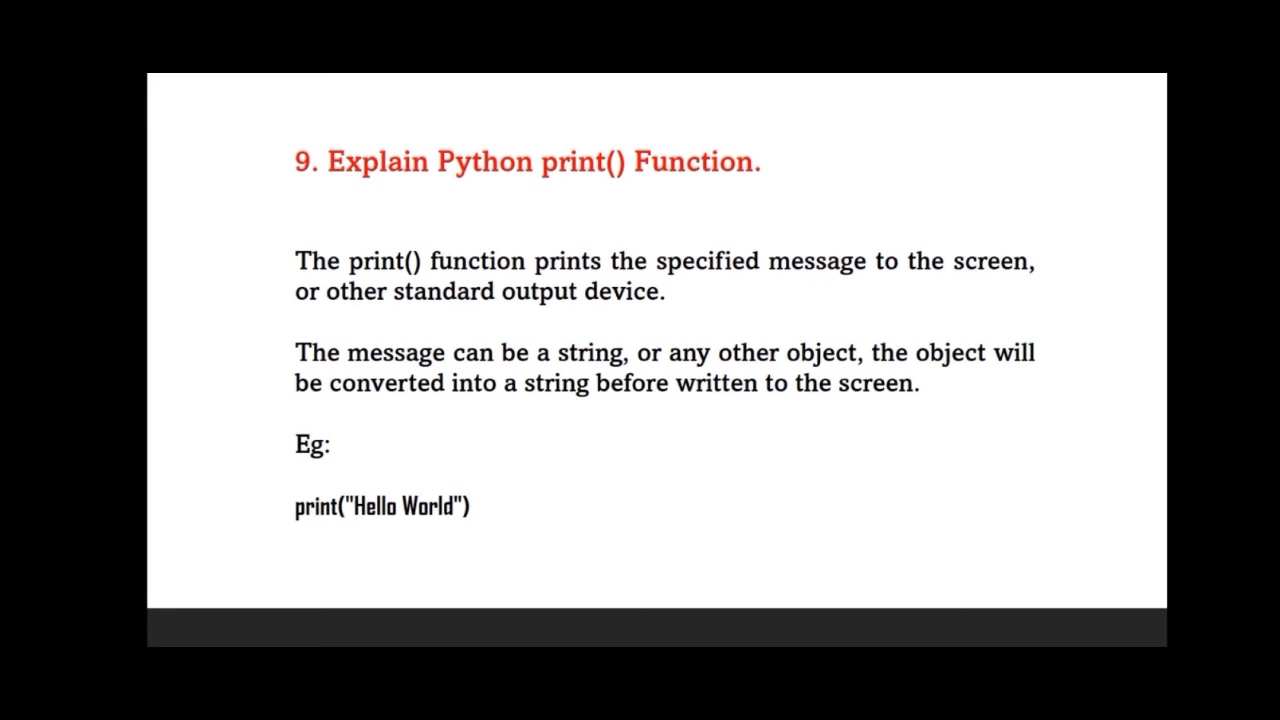 9. Explain Python print() Function.
The print() function prints the specified message to the screen,
or other standard output device.
The message can be a string, or any other object, the object will
be converted into a string before written to the screen.
Eg:
print("Hello World")